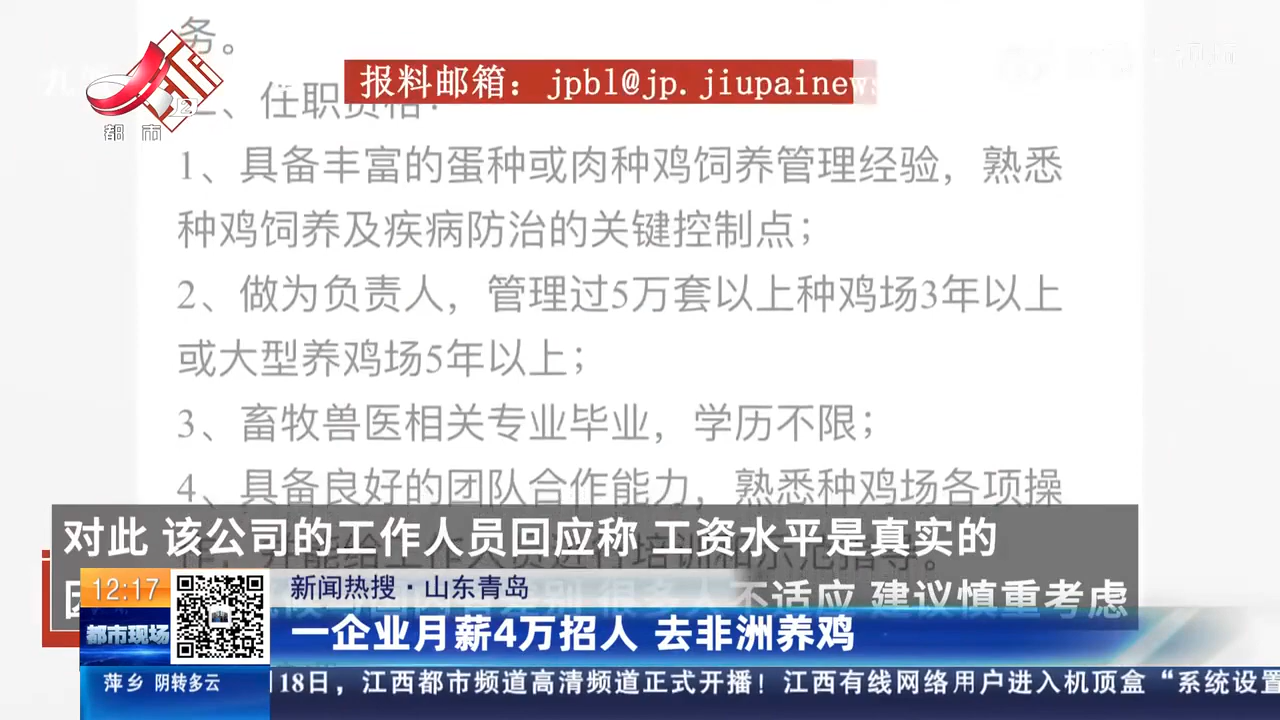 务。
报料邮箱：jpbl@jp.jiupainews
都市
二、任职资格：
1、具备丰富的蛋种或肉种鸡饲养管理经验，熟悉
种鸡饲养及疾病防治的关键控制点；
2、做为负责人，管理过5万套以上种鸡场3年以上
或大型养鸡场5年以上；
3、畜牧兽医相关专业毕业，学历不限；
4、具备良好的团队合作能力，熟悉种鸡场各项操
对此 该公司的工作人员回应称 工资水平是真实的
很多人不适应 建议慎重考虑
12:17
都市现场
新闻热搜·山东青岛
一企业月薪4万招人 去非洲养鸡
萍乡 阴转多云
月18日，江西都市频道高清频道正式开播！江西有线网络用户进入机顶盒“系统设置